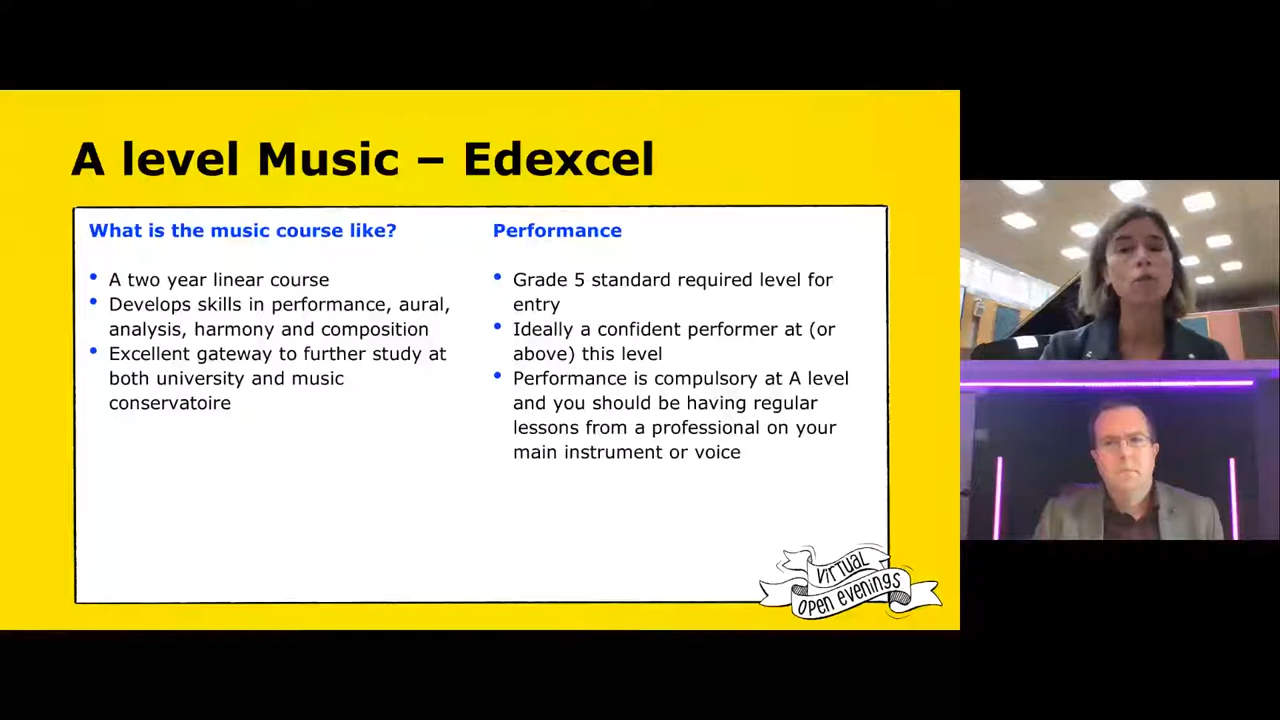 A level Music – Edexcel
What is the music course like?
• A two year linear course
• Develops skills in performance, aural,
analysis, harmony and composition
• Excellent gateway to further study at
both university and music
conservatoire
Performance
• Grade 5 standard required level for
entry
• Ideally a confident performer at (or
above) this level
• Performance is compulsory at A level
and you should be having regular
lessons from a professional on your
main instrument or voice
VIRTUAL
OPEN EVENINGS